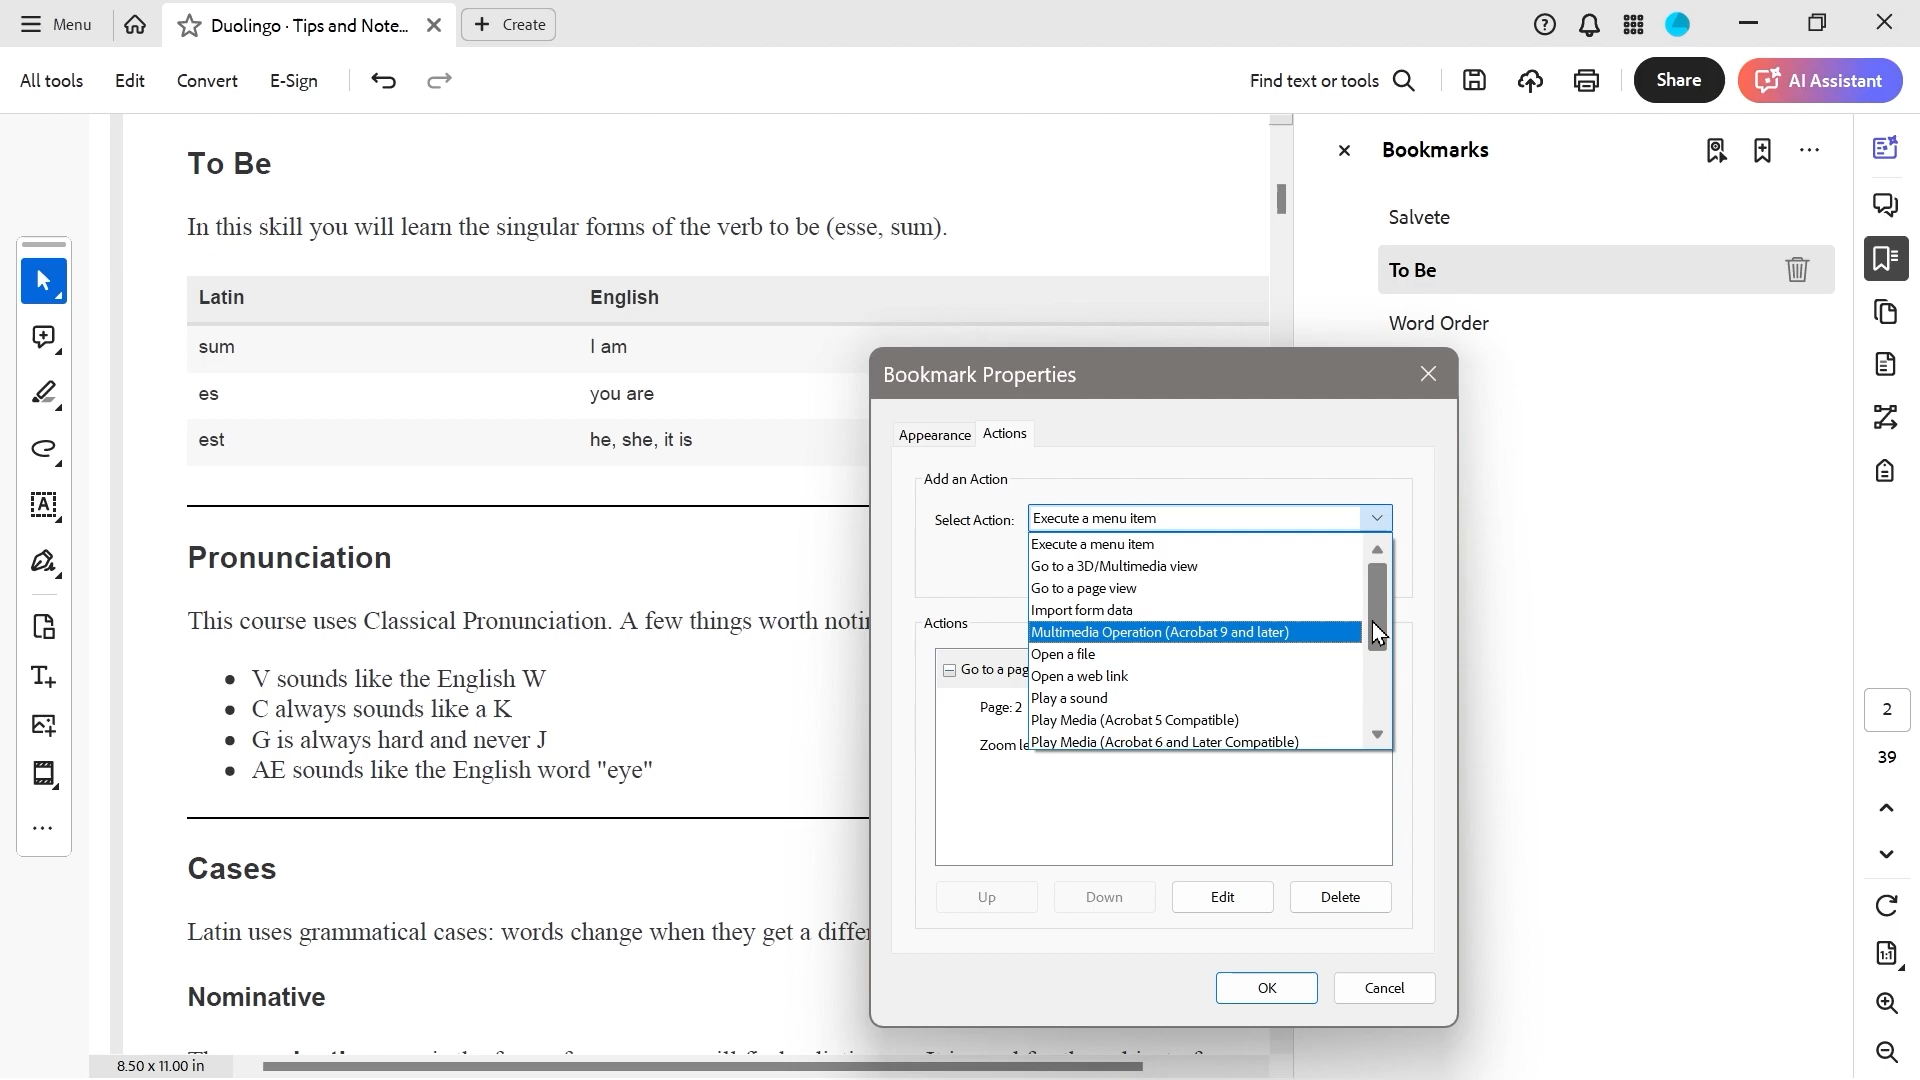 Menu
Duolingo · Tips and Note...
Create
All tools
Edit
Convert
E-Sign
Find text or tools
Share
AI Assistant
To Be
In this skill you will learn the singular forms of the verb to be (esse, sum).
Latin English
sum I am
es you are
est he, she, it is
Pronunciation
This course uses Classical Pronunciation. A few things worth
V sounds like the English W
C always sounds like a K
G is always hard and never J
AE sounds like the English word "eye"
Cases
Latin uses grammatical cases: words change when they get a
Nominative
8.50 x 11.00 in
Bookmarks
Salvete
To Be
Word Order
Bookmark Properties
Appearance
Actions
Add an Action
Select Action:
Execute a menu item
Execute a menu item
Go to a 3D/Multimedia view
Go to a page view
Import form data
Multimedia Operation (Acrobat 9 and later)
Open a file
Open a web link
Play a sound
Play Media (Acrobat 5 Compatible)
Play Media (Acrobat 6 and Later Compatible)
Actions
Go to a pag
Page: 2
Zoom le
Up
Down
Edit
Delete
OK
Cancel
2
39
1:1